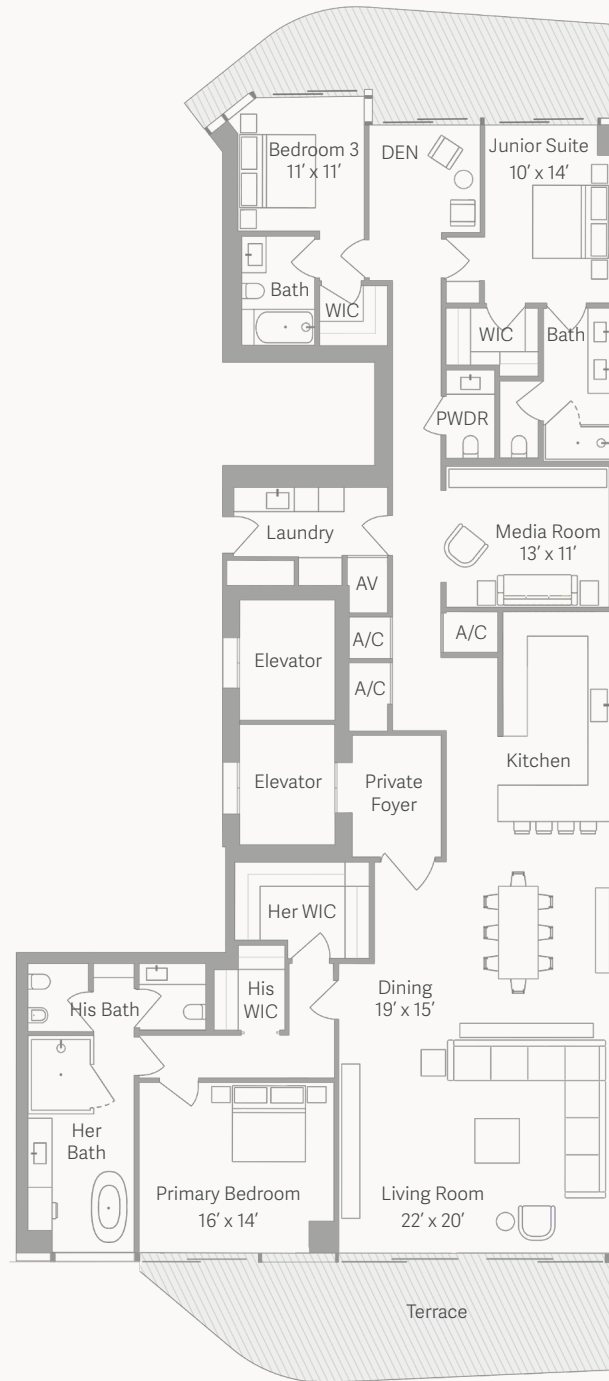 Bedroom 3
11’ x 11’
DEN
Junior Suite
10’ x 14’
Bath
WIC
WIC
Bath
PWDR
Laundry
Media Room
13’ x 11’
AV
A/C
A/C
A/C
Elevator
Elevator
Private
Foyer
Kitchen
Her WIC
His
WIC
His Bath
Dining
19’ x 15’
Her
Bath
Primary Bedroom
16’ x 14’
Living Room
22’ x 20’
Terrace